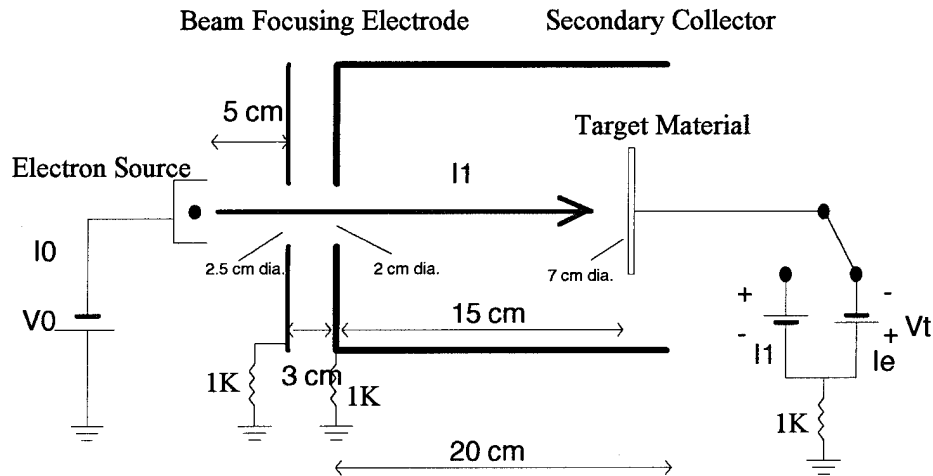 Beam Focusing Electrode
Secondary Collector
5 cm
Target Material
Electron Source
I1
I0
2.5 cm dia.
2 cm dia.
7 cm dia.
V0
15 cm
+
-
-
+
Vt
I1
Ie
3 cm
1K
1K
1K
20 cm